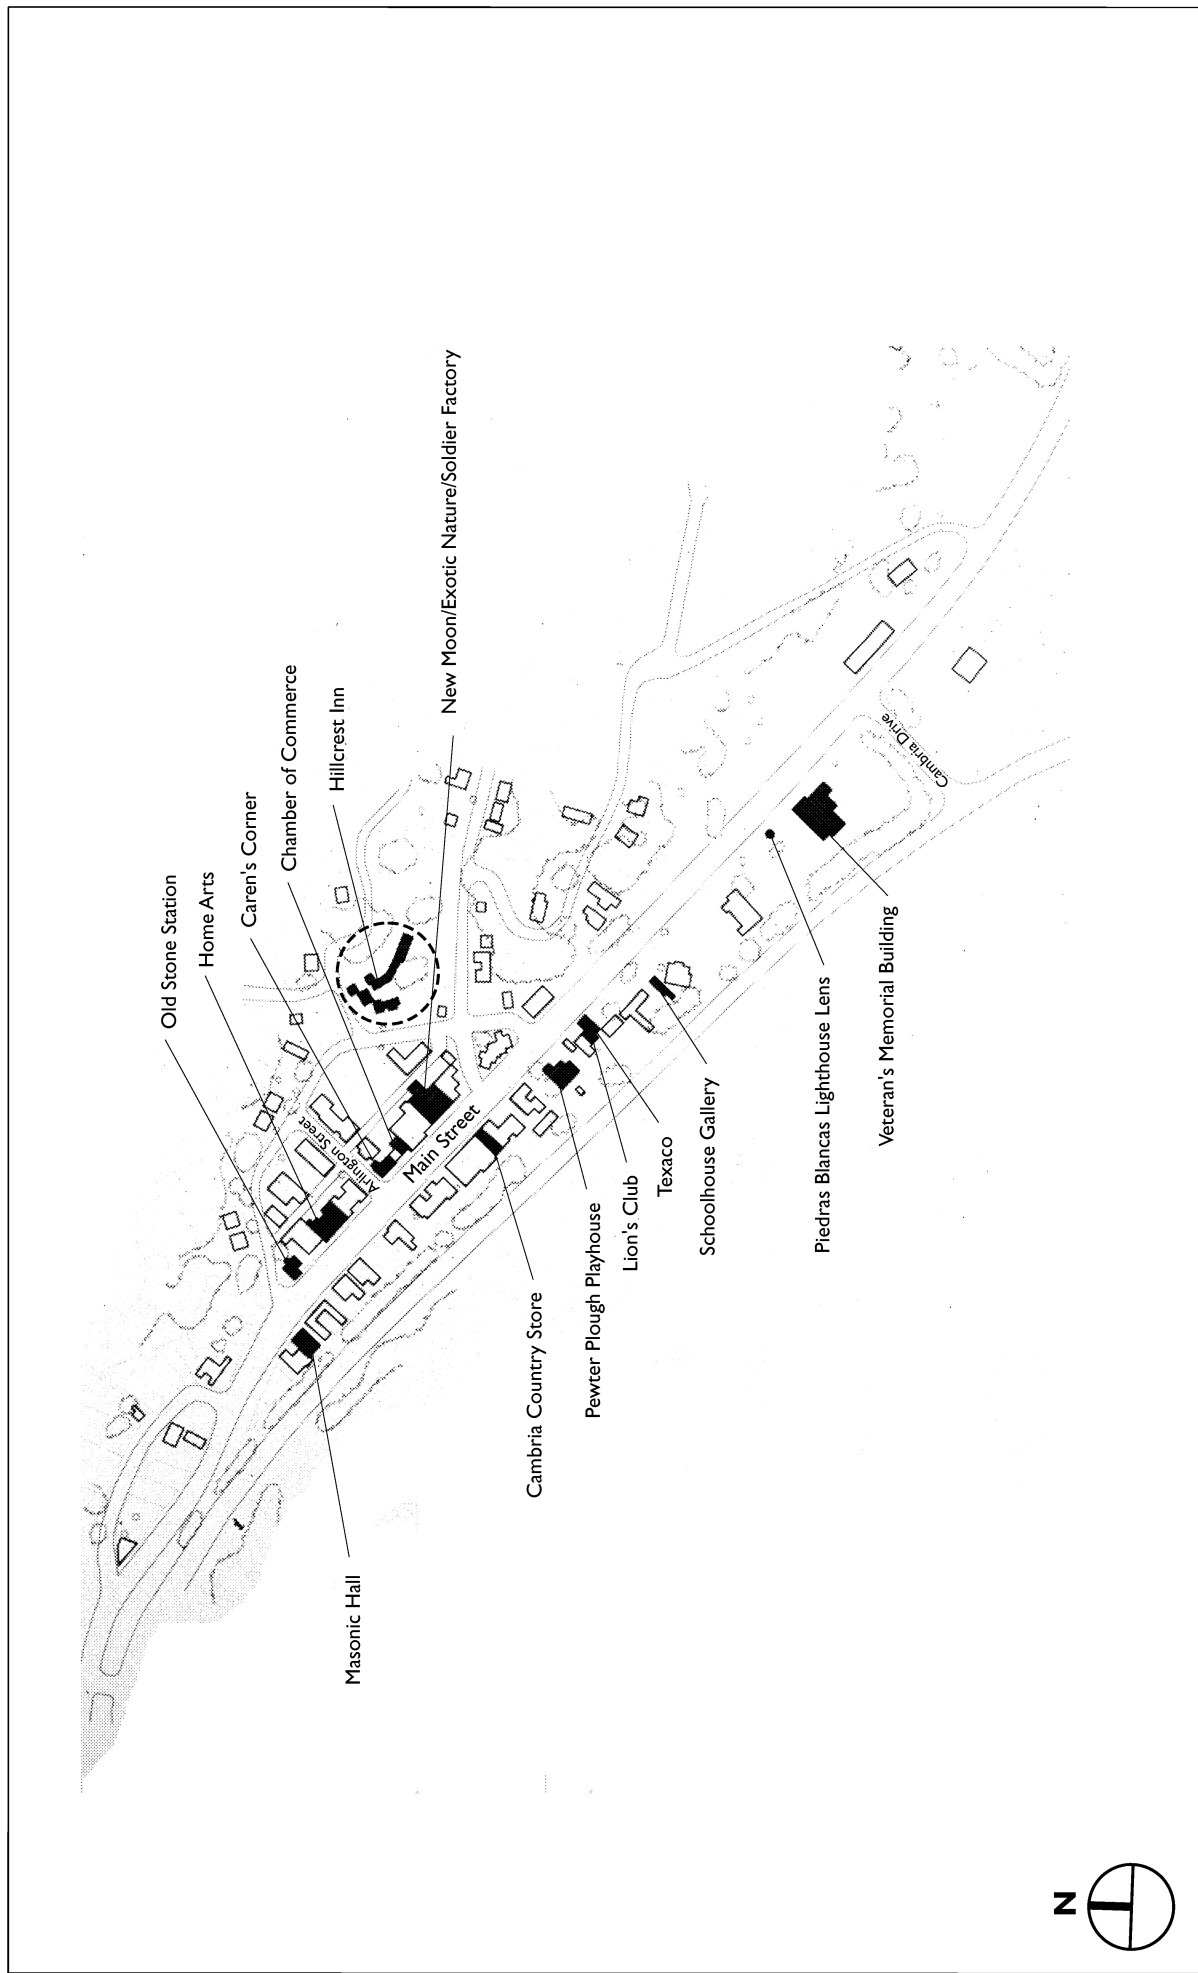 Old Stone Station
Home Arts
Caren's Corner
Chamber of Commerce
Hillcrest Inn
New Moon/Exotic Nature/Soldier Factory
Arlington Street
Main Street
Cambria Drive
Masonic Hall
Cambria Country Store
Pewter Plough Playhouse
Lion's Club
Texaco
Schoolhouse Gallery
Piedras Blancas Lighthouse Lens
Veteran's Memorial Building
N